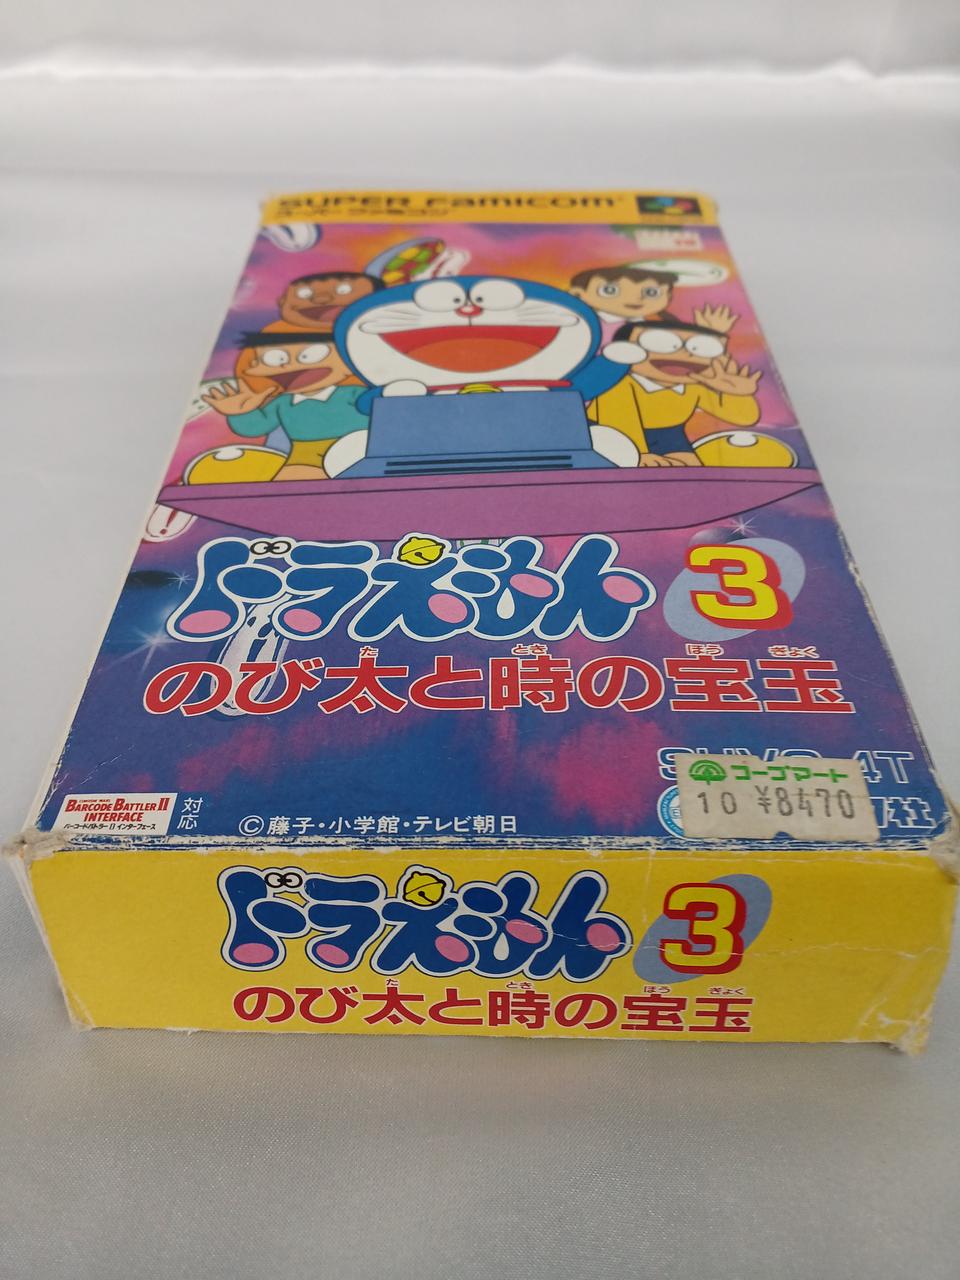 SUPER Famicom
スーパー ファミコン
ドラえもん 3
のび太と時の宝玉
た とき ほう ぎょく
SHVC-4T
コープマート
10 ¥8470
社
BARCODE BATTLER II
INTERFACE
バーコードバトラーII インターフェース
対応
©藤子・小学館・テレビ朝日
ドラえもん 3
た とき ほう ぎょく
のび太と時の宝玉